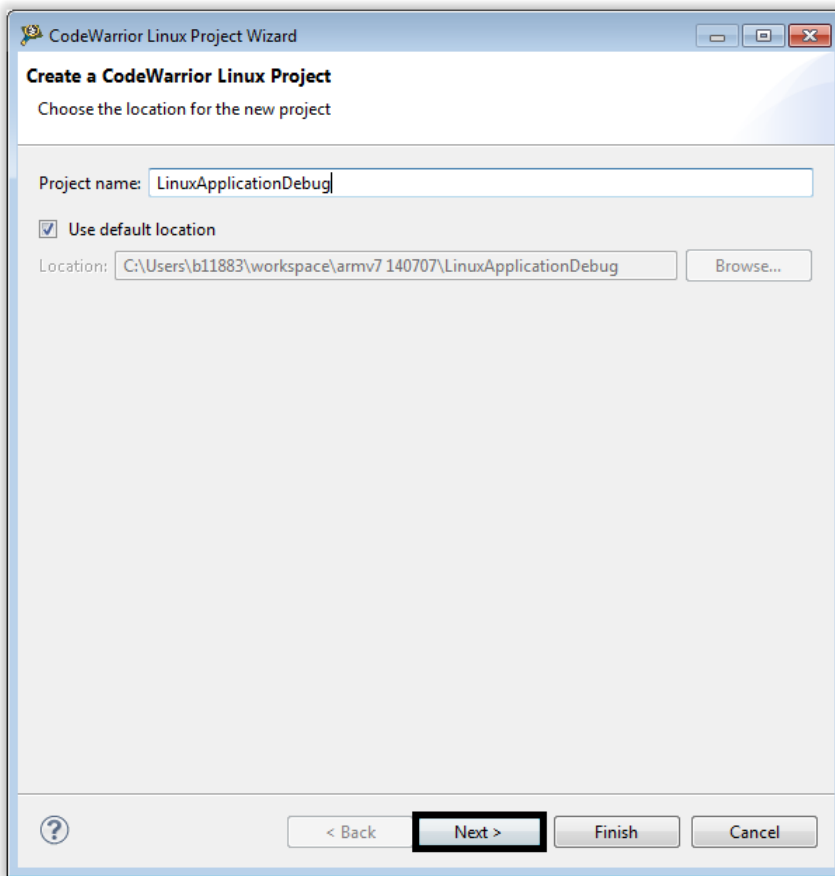 CodeWarrior Linux Project Wizard
Create a CodeWarrior Linux Project
Choose the location for the new project
Project name: LinuxApplicationDebug
Use default location
Location: C:\Users\b11883\workspace\armv7 140707\LinuxApplicationDebug Browse...
? < Back Next > Finish Cancel